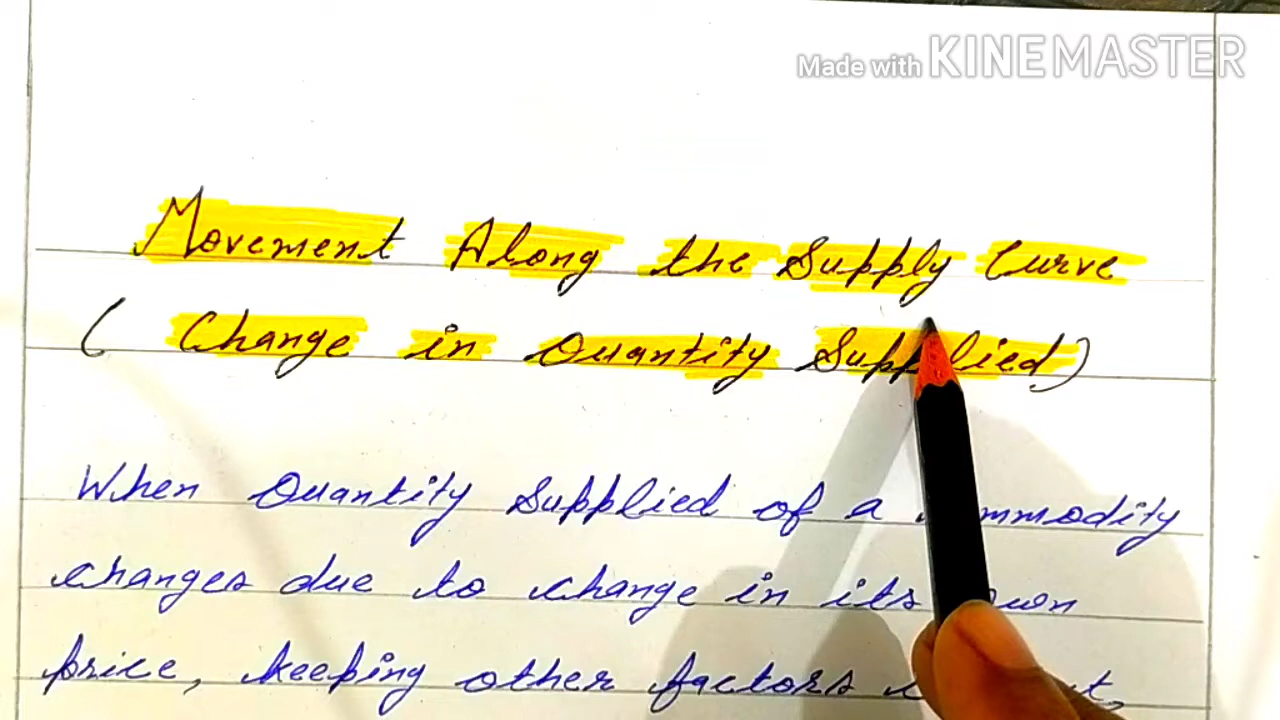 Made with KINEMASTER
Movement Along the Supply Curve
( Change in Quantity Supplied)
When Quantity Supplied of a
changes due to change in its own
price, keeping other factors